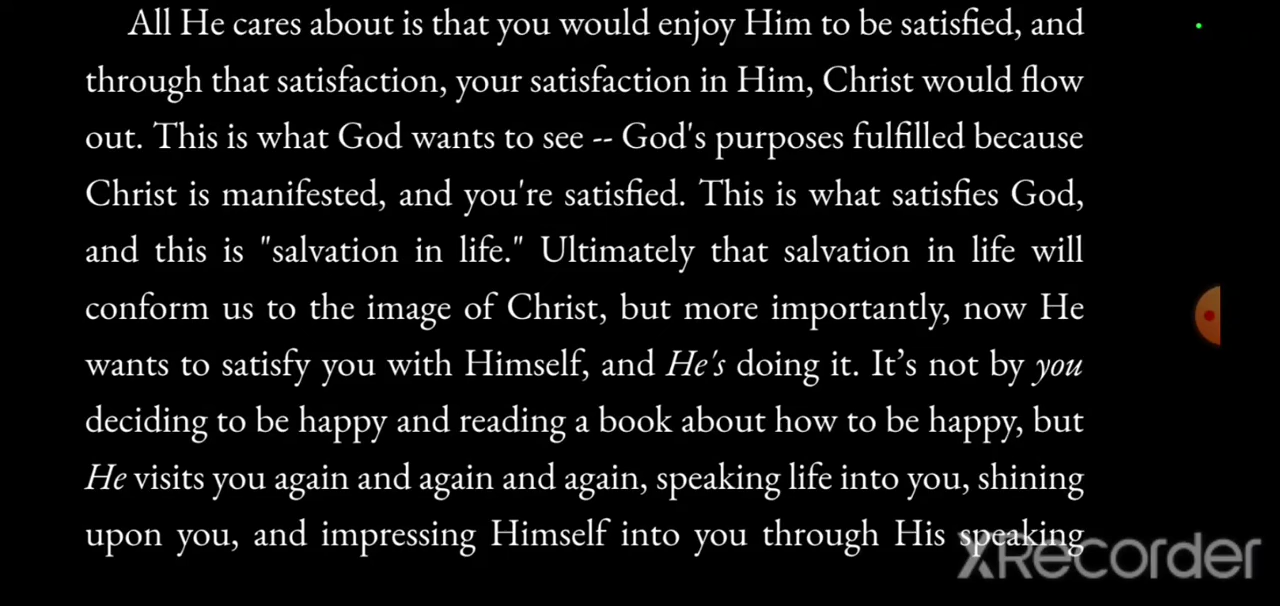 All He cares about is that you would enjoy Him to be satisfied, and
through that satisfaction, your satisfaction in Him, Christ would flow
out. This is what God wants to see -- God's purposes fulfilled because
Christ is manifested, and you're satisfied. This is what satisfies God,
and this is "salvation in life." Ultimately that salvation in life will
conform us to the image of Christ, but more importantly, now He
wants to satisfy you with Himself, and He's doing it. It’s not by you
deciding to be happy and reading a book about how to be happy, but
He visits you again and again and again, speaking life into you, shining
upon you, and impressing Himself into you through His speaking
XRecorder